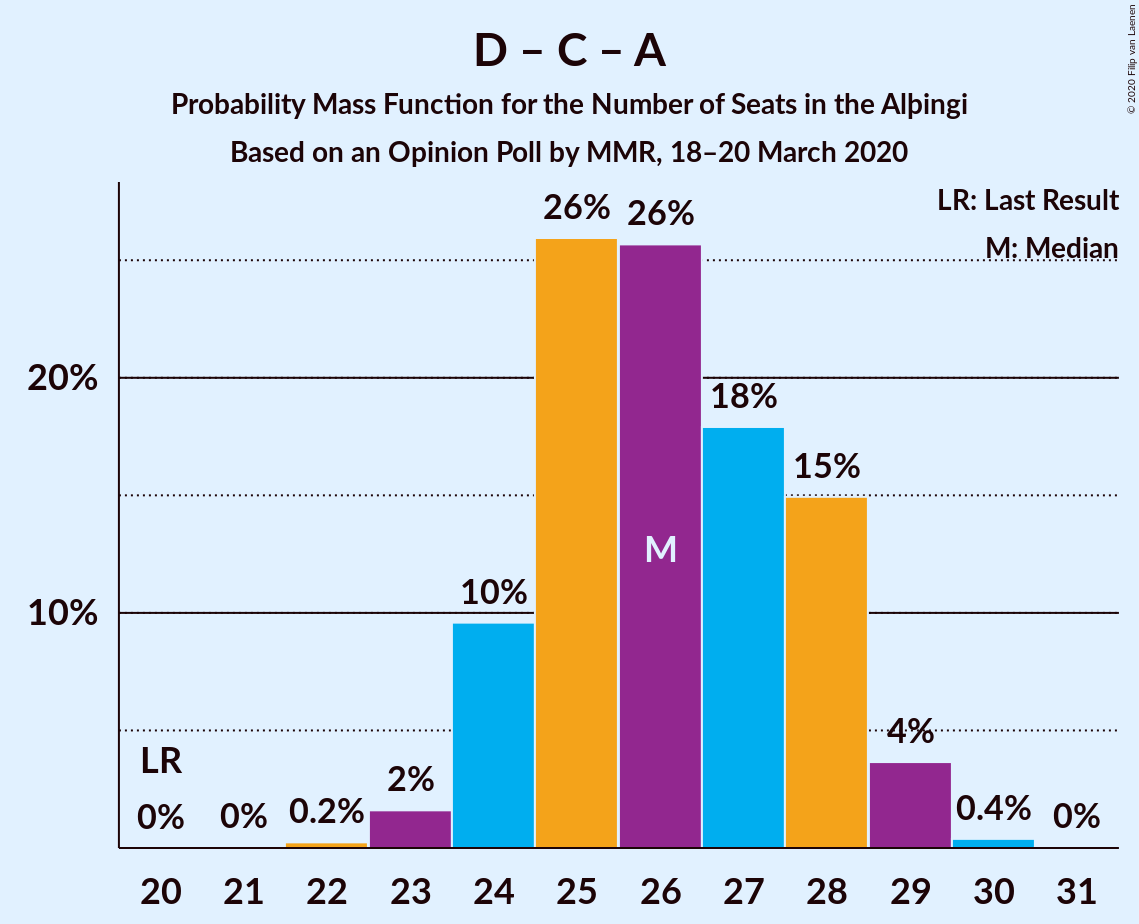 D – C – A
Probability Mass Function for the Number of Seats in the Alþingi
Based on an Opinion Poll by MMR, 18–20 March 2020
© 2020 Filip van Laenen
LR: Last Result
M: Median
26%
26%
20%
18%
15%
M
10%
10%
4%
LR
2%
0%
0%
0.2%
0.4%
0%
20 21 22 23 24 25 26 27 28 29 30 31